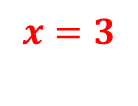 x = 3